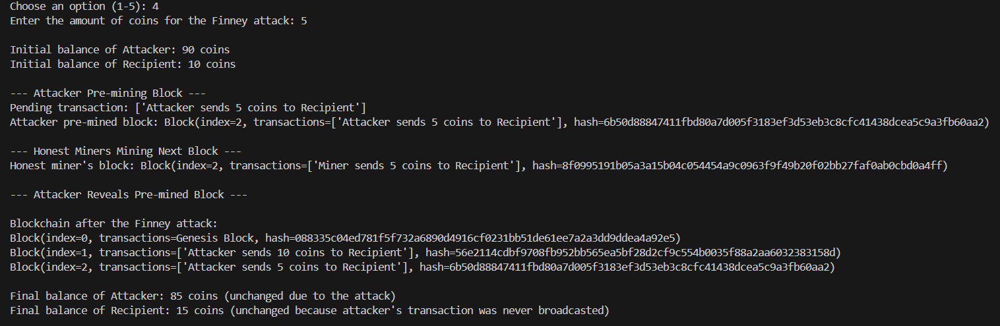 Choose an option (1-5): 4
Enter the amount of coins for the Finney attack: 5
Initial balance of Attacker: 90 coins
Initial balance of Recipient: 10 coins
--- Attacker Pre-mining Block ---
Pending transaction: ['Attacker sends 5 coins to Recipient']
Attacker pre-mined block: Block(index=2, transactions=['Attacker sends 5 coins to Recipient'], hash=6b50d88847411fbd80a7d005f3183ef3d53eb3c8cfc41438dcea5c9a3fb60aa2)
--- Honest Miners Mining Next Block ---
Honest miner's block: Block(index=2, transactions=['Miner sends 5 coins to Recipient'], hash=8f0995191b05a3a15b04c054454a9c0963f9f49b20f02bb27faf0ab0cbd0a4ff)
--- Attacker Reveals Pre-mined Block ---
Blockchain after the Finney attack:
Block(index=0, transactions=Genesis Block, hash=088335c04ed781f5f732a6890d4916cf0231bb51de61ee7a2a3dd9ddea4a92e5)
Block(index=1, transactions=['Attacker sends 10 coins to Recipient'], hash=56e2114cdbf9708fb952bb565ea5bf28d2cf9c554b0035f88a2aa6032383158d)
Block(index=2, transactions=['Attacker sends 5 coins to Recipient'], hash=6b50d88847411fbd80a7d005f3183ef3d53eb3c8cfc41438dcea5c9a3fb60aa2)
Final balance of Attacker: 85 coins (unchanged due to the attack)
Final balance of Recipient: 15 coins (unchanged because attacker's transaction was never broadcasted)